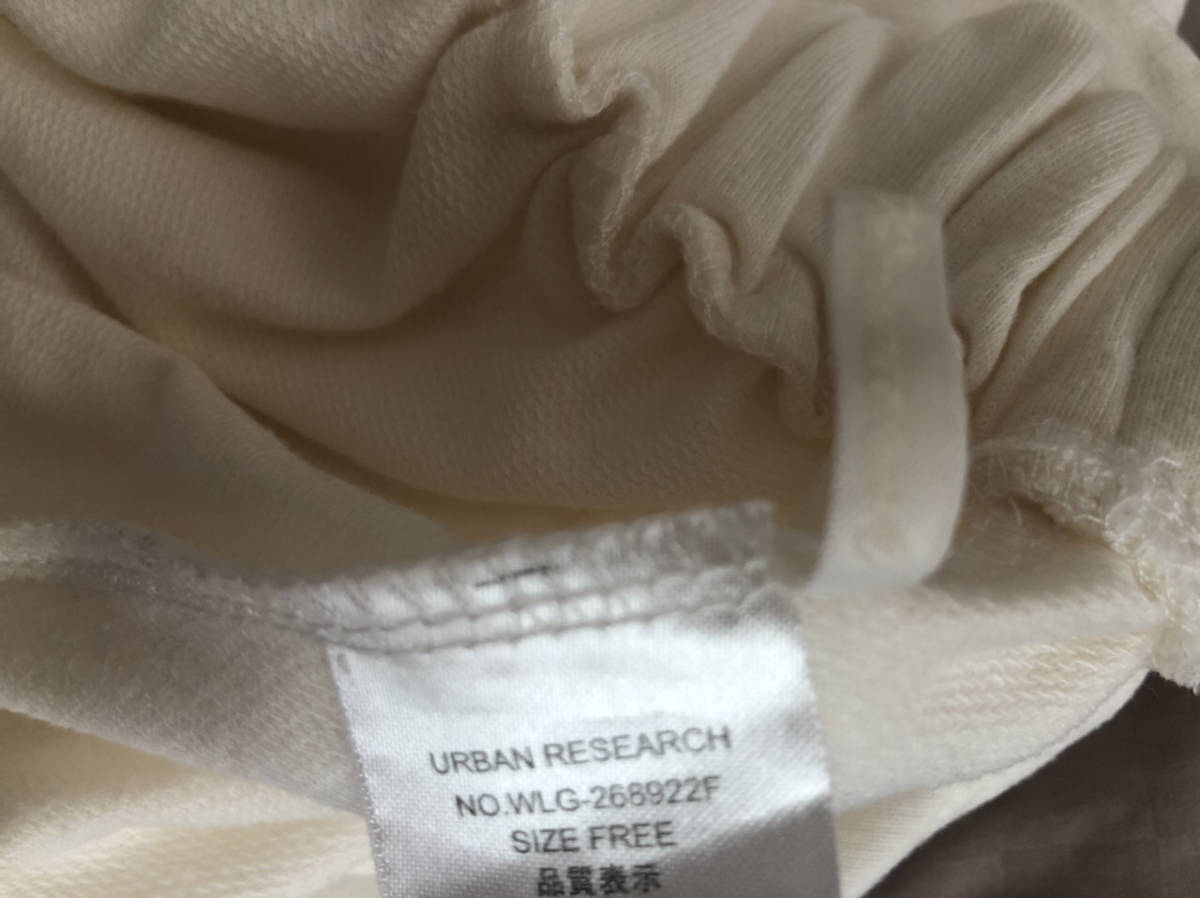 URBAN RESEARCH
NO.WLG-268922F
SIZE FREE
品質表示